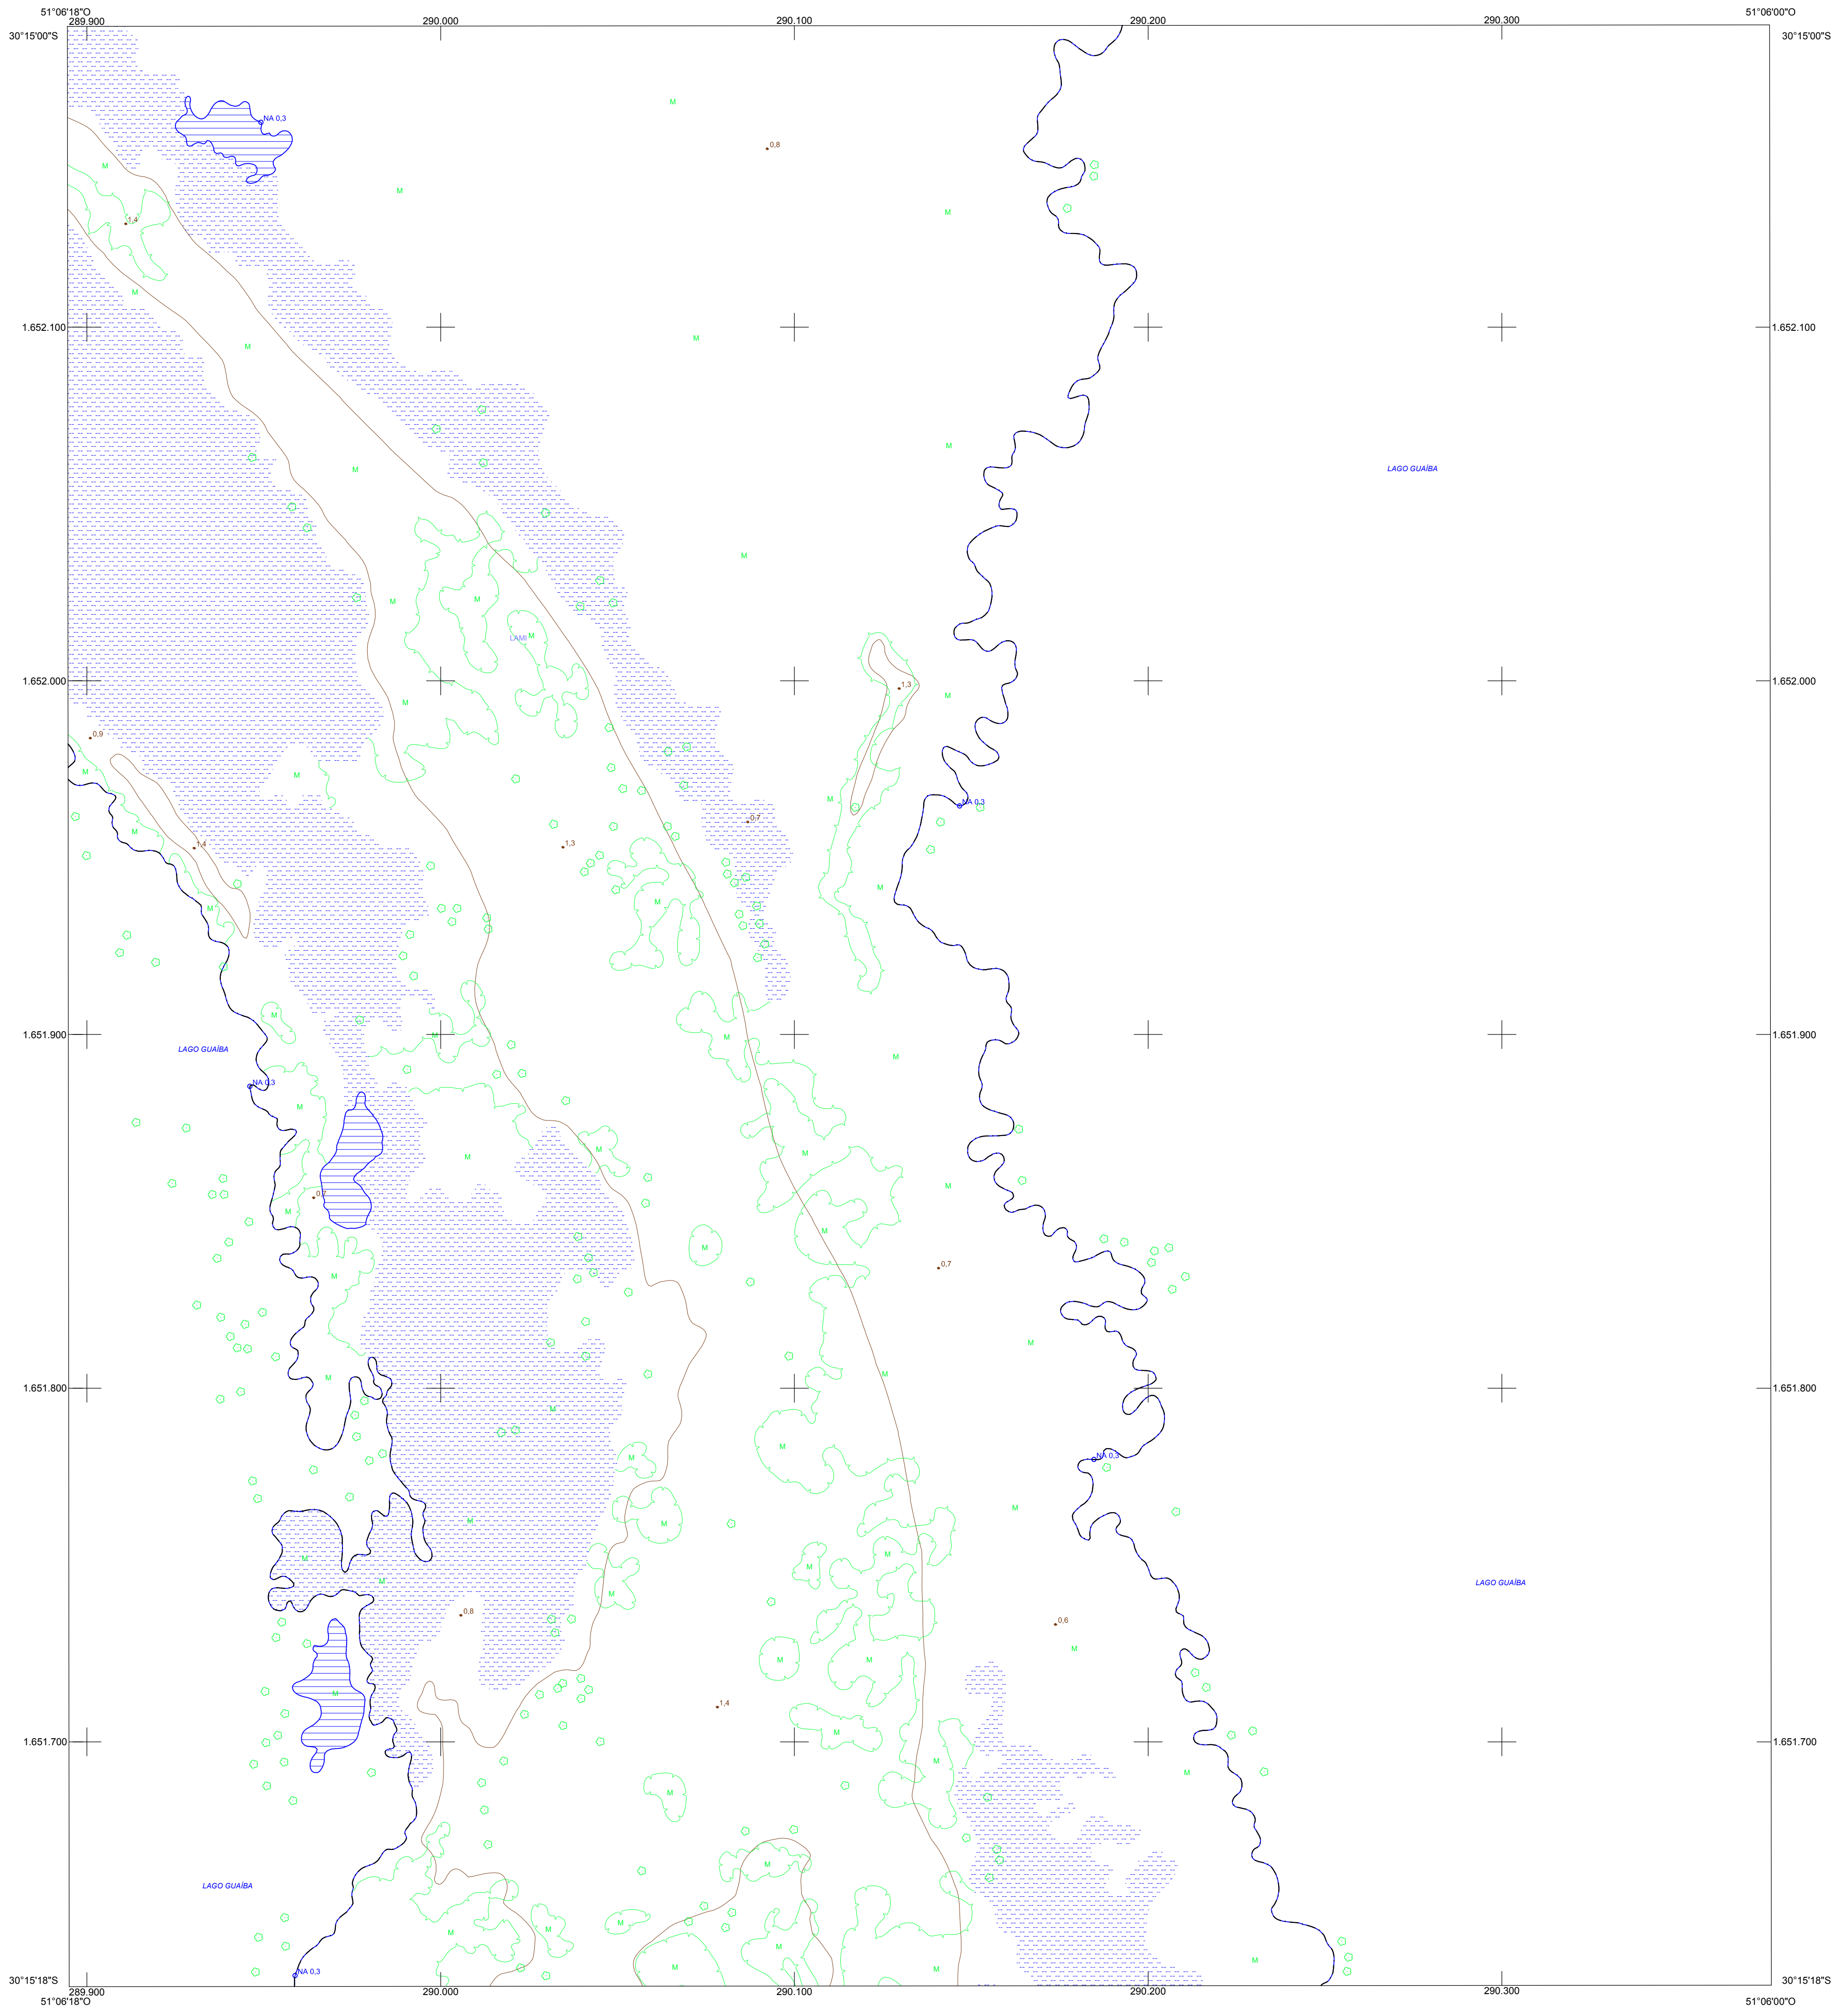 51°06'18"O
51°06'00"O
289.900
290.000
290.100
290.200
290.300
30°15'00"S
30°15'00"S
M
NA 0,3
0,8
M
M
M
1,4
M
1.652.100
1.652.100
M
M
M
M
LAGO GUAÍBA
M
M
M
LAMI
M
1.652.000
1.652.000
1,3
M
M
0,9
M
M
M
NA 0,3
0,7
M
1,4
1,3
M
M
M
M
1.651.900
1.651.900
M
M
LAGO GUAÍBA
M
NA 0,3
M
M
M
M
M
0,7
M
M
M
0,7
M
M
M
M
1.651.800
1.651.800
M
M
M
NA 0,3
M
M
M
M
M
M
M
LAGO GUAÍBA
M
0,8
0,6
M
M
M
M
1,4
M
1.651.700
1.651.700
M
M
M
M
LAGO GUAÍBA
M
M
M
M
M
M
M
NA 0,3
30°15'18"S
30°15'18"S
289.900
290.000
290.100
290.200
290.300
51°06'18"O
51°06'00"O